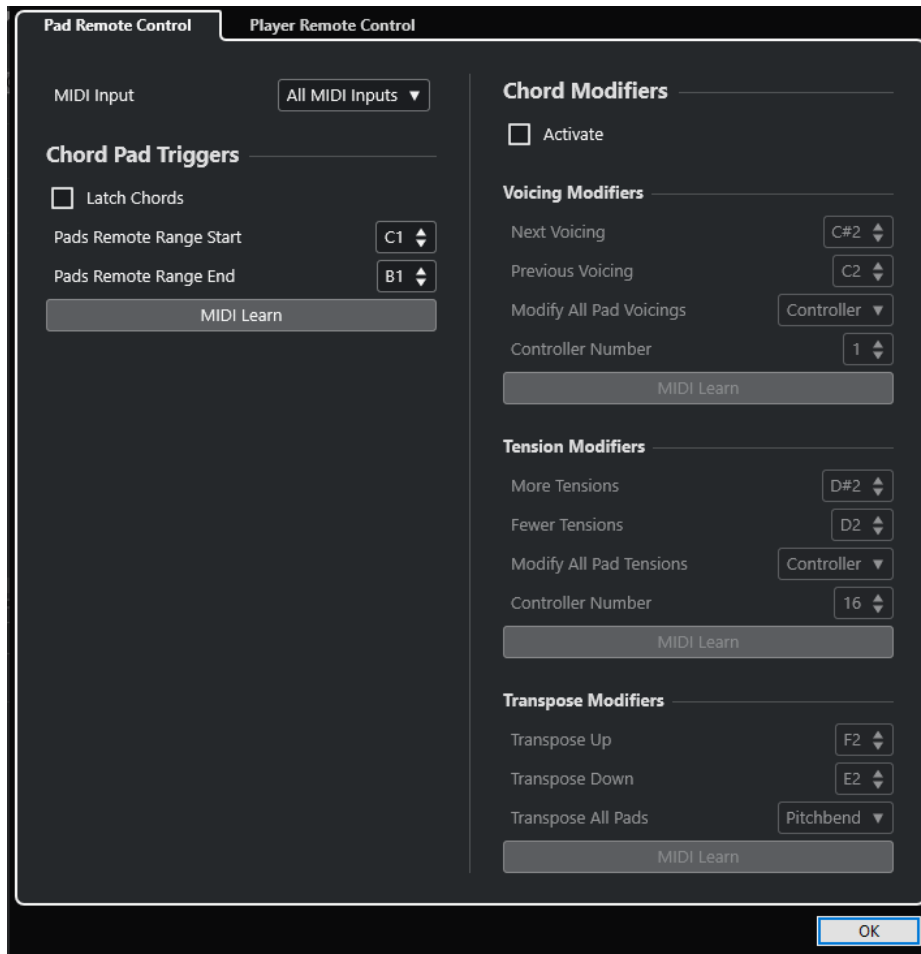 Pad Remote Control
Player Remote Control
MIDI Input
All MIDI Inputs
Chord Pad Triggers
Latch Chords
Pads Remote Range Start
C1
Pads Remote Range End
B1
MIDI Learn
Chord Modifiers
Activate
Voicing Modifiers
Next Voicing
C#2
Previous Voicing
C2
Modify All Pad Voicings
Controller
Controller Number
1
MIDI Learn
Tension Modifiers
More Tensions
D#2
Fewer Tensions
D2
Modify All Pad Tensions
Controller
Controller Number
16
MIDI Learn
Transpose Modifiers
Transpose Up
F2
Transpose Down
E2
Transpose All Pads
Pitchbend
MIDI Learn
OK